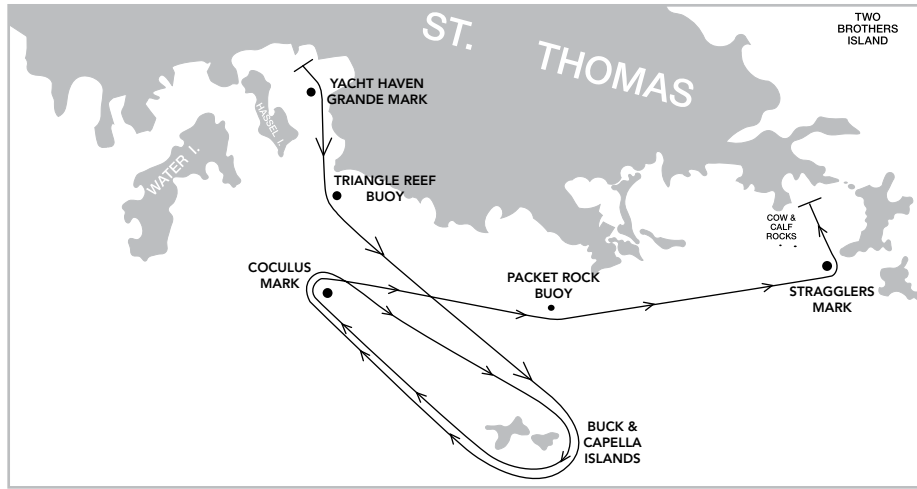 ST. THOMAS
TWO
BROTHERS
ISLAND
YACHT HAVEN
GRANDE MARK
HASSEL I.
WATER I.
TRIANGLE REEF
BUOY
COW &
CALF
ROCKS
COCULUS
MARK
PACKET ROCK
BUOY
STRAGGLERS
MARK
BUCK &
CAPELLA
ISLANDS